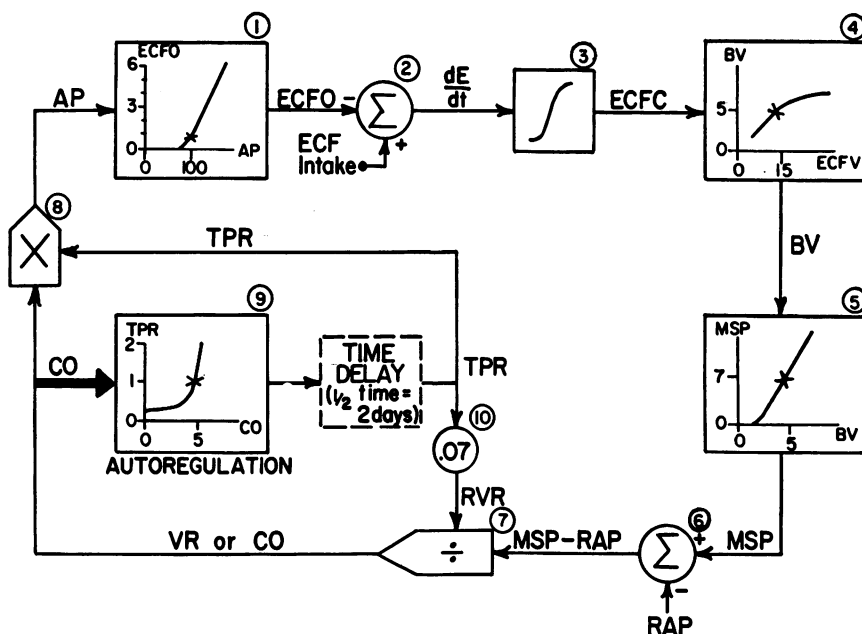 ①
ECFO
6
3
0
0
100
AP
AP
ECFO
−
②
Σ
+
ECF
Intake
dE
dt
③
ECFC
④
BV
5
0
0
15
ECFV
BV
⑤
MSP
7
0
0
5
BV
MSP
⑥
+
Σ
−
RAP
MSP–RAP
⑦
÷
VR or CO
RVR
⑩
.07
TPR
TIME
DELAY
(1/2 time=
2days)
⑨
TPR
2
1
0
0
5
CO
AUTOREGULATION
CO
TPR
⑧
X